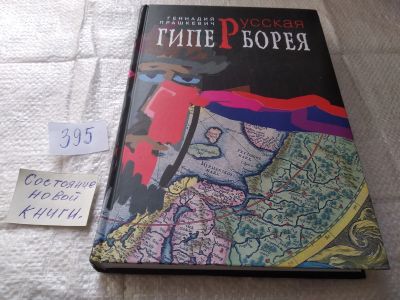 ГЕННАДИЙ
ПРАШКЕВИЧ
Русская
ГИПЕРБОРЕЯ
395
Состояние
новой
книги.